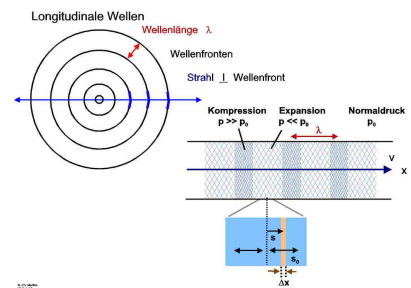 Longitudinale Wellen
Wellenlänge λ
Wellenfronten
Strahl ⊥ Wellenfront
Kompression
p >> p₀
Expansion
p << p₀
Normaldruck
p₀
λ
V
x
s
s₀
Δx